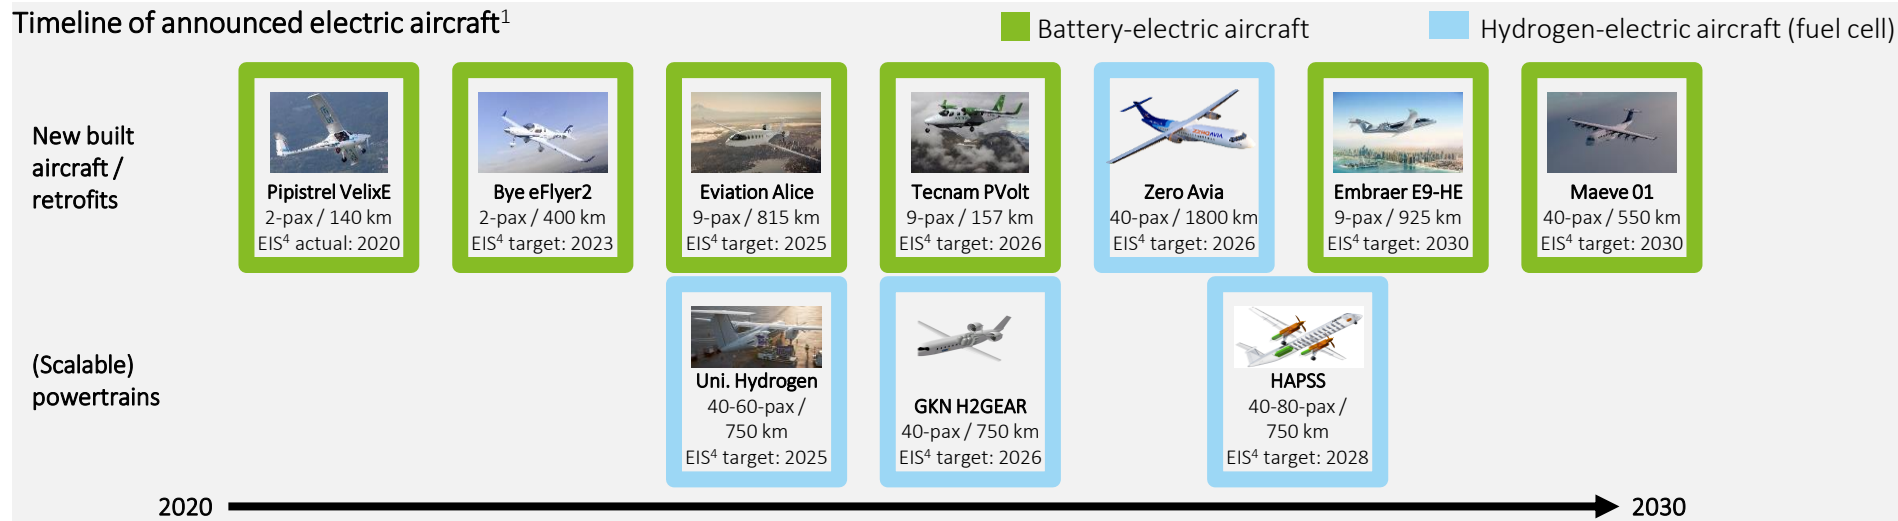 Timeline of announced electric aircraft¹
Battery-electric aircraft
Hydrogen-electric aircraft (fuel cell)
New built
aircraft /
retrofits
Pipistrel VelixE
2-pax / 140 km
EIS⁴ actual: 2020
Bye eFlyer2
2-pax / 400 km
EIS⁴ target: 2023
Eviation Alice
9-pax / 815 km
EIS⁴ target: 2025
Tecnam PVolt
9-pax / 157 km
EIS⁴ target: 2026
ZEROAVIA
Zero Avia
40-pax / 1800 km
EIS⁴ target: 2026
Embraer E9-HE
9-pax / 925 km
EIS⁴ target: 2030
Maeve 01
40-pax / 550 km
EIS⁴ target: 2030
(Scalable)
powertrains
Uni. Hydrogen
40-60-pax /
750 km
EIS⁴ target: 2025
GKN H2GEAR
40-pax / 750 km
EIS⁴ target: 2026
HAPSS
40-80-pax /
750 km
EIS⁴ target: 2028
2020
2030